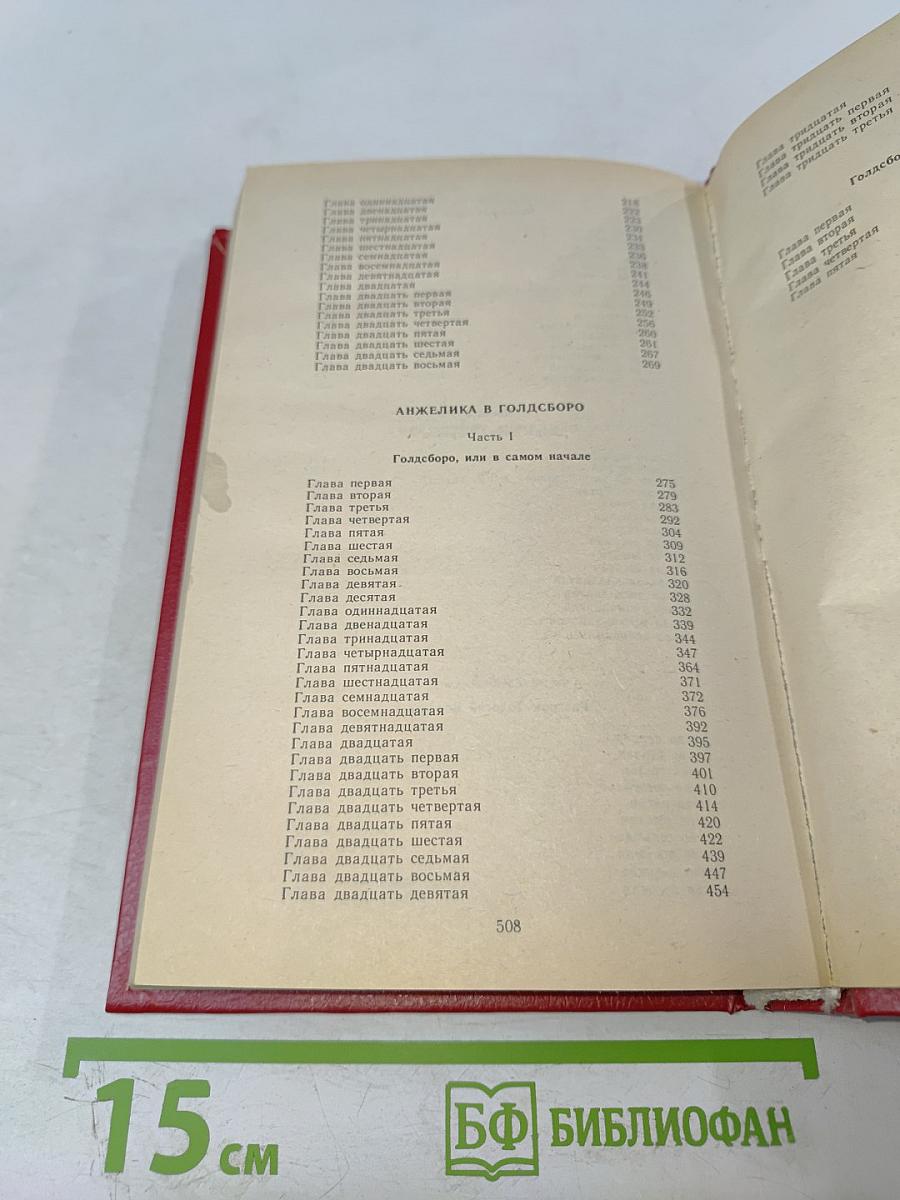 Глава одиннадцатая 218
Глава двенадцатая 222
Глава тринадцатая 223
Глава четырнадцатая 230
Глава пятнадцатая 231
Глава шестнадцатая 233
Глава семнадцатая 236
Глава восемнадцатая 238
Глава девятнадцатая 241
Глава двадцатая 244
Глава двадцать первая 246
Глава двадцать вторая 249
Глава двадцать третья 252
Глава двадцать четвертая 256
Глава двадцать пятая 260
Глава двадцать шестая 261
Глава двадцать седьмая 267
Глава двадцать восьмая 269
АНЖЕЛИКА В ГОЛДСБОРО
Часть I
Голдсборо, или в самом начале
Глава первая 275
Глава вторая 279
Глава третья 283
Глава четвертая 292
Глава пятая 304
Глава шестая 309
Глава седьмая 312
Глава восьмая 316
Глава девятая 320
Глава десятая 328
Глава одиннадцатая 332
Глава двенадцатая 339
Глава тринадцатая 344
Глава четырнадцатая 347
Глава пятнадцатая 364
Глава шестнадцатая 371
Глава семнадцатая 372
Глава восемнадцатая 376
Глава девятнадцатая 392
Глава двадцатая 395
Глава двадцать первая 397
Глава двадцать вторая 401
Глава двадцать третья 410
Глава двадцать четвертая 414
Глава двадцать пятая 420
Глава двадцать шестая 422
Глава двадцать седьмая 439
Глава двадцать восьмая 447
Глава двадцать девятая 454
508
Глава тридцатая
Глава тридцать первая
Глава тридцать вторая
Глава тридцать третья
Голдсбо
Глава первая
Глава вторая
Глава третья
Глава четвертая
Глава пятая
15 см
БФ БИБЛИОФАН